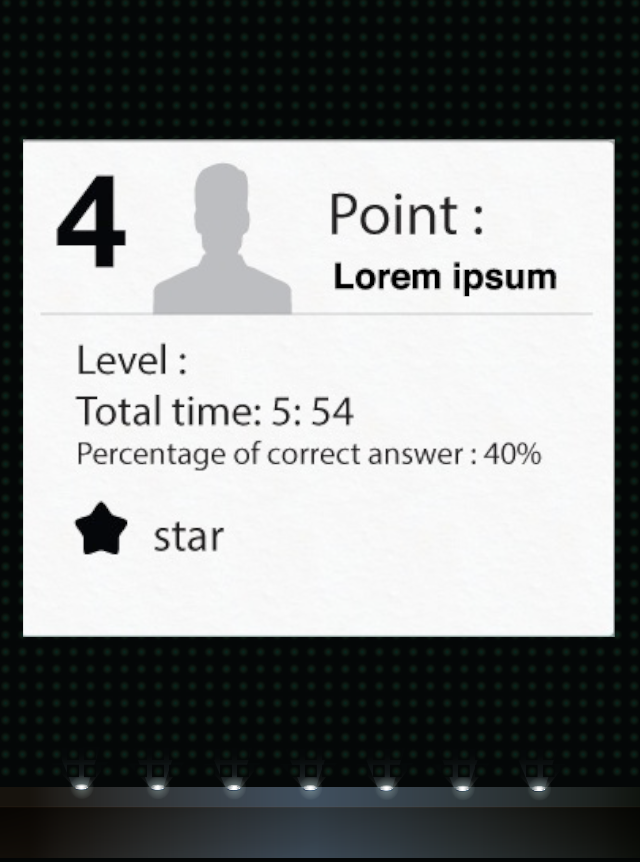 4
Point :
Lorem ipsum
Level :
Total time: 5: 54
Percentage of correct answer : 40%
star